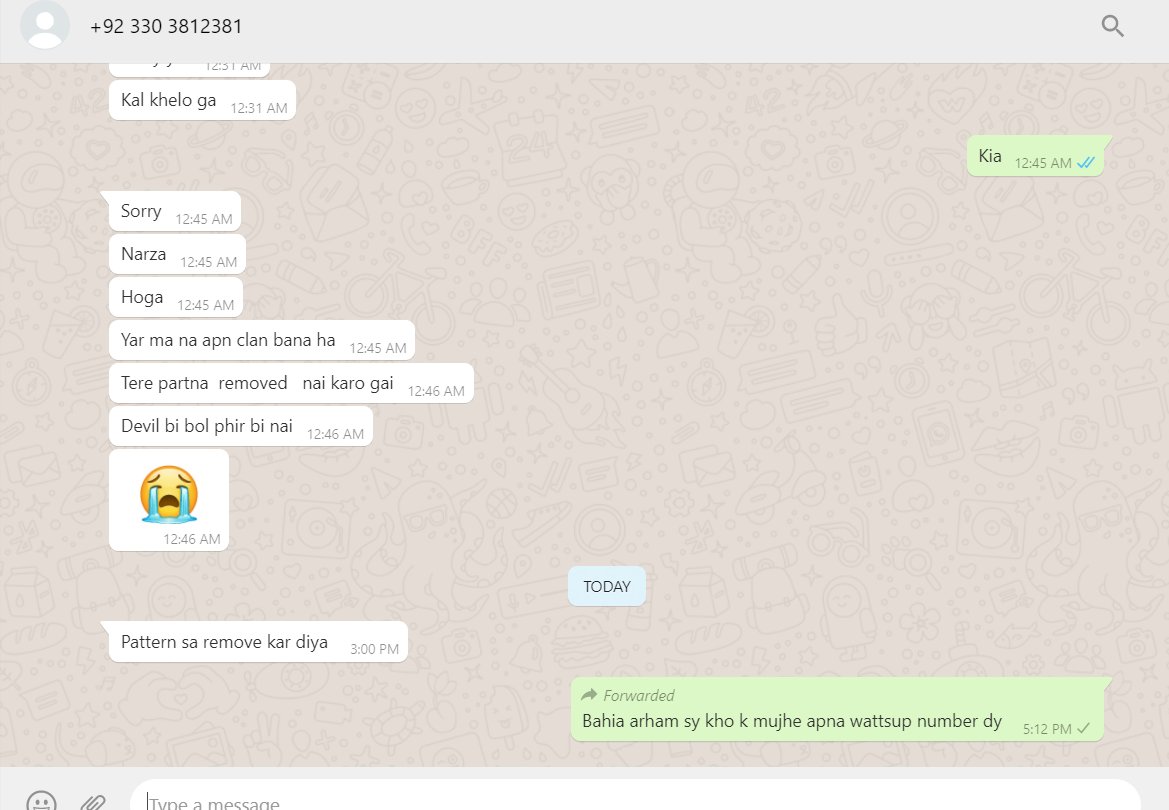 +92 330 3812381
12:31 AM
Kal khelo ga 12:31 AM
Kia 12:45 AM
Sorry 12:45 AM
Narza 12:45 AM
Hoga 12:45 AM
Yar ma na apn clan bana ha 12:45 AM
Tere partna removed nai karo gai 12:46 AM
Devil bi bol phir bi nai 12:46 AM
12:46 AM
TODAY
Pattern sa remove kar diya 3:00 PM
Forwarded
Bahia arham sy kho k mujhe apna wattsup number dy 5:12 PM
Type a message